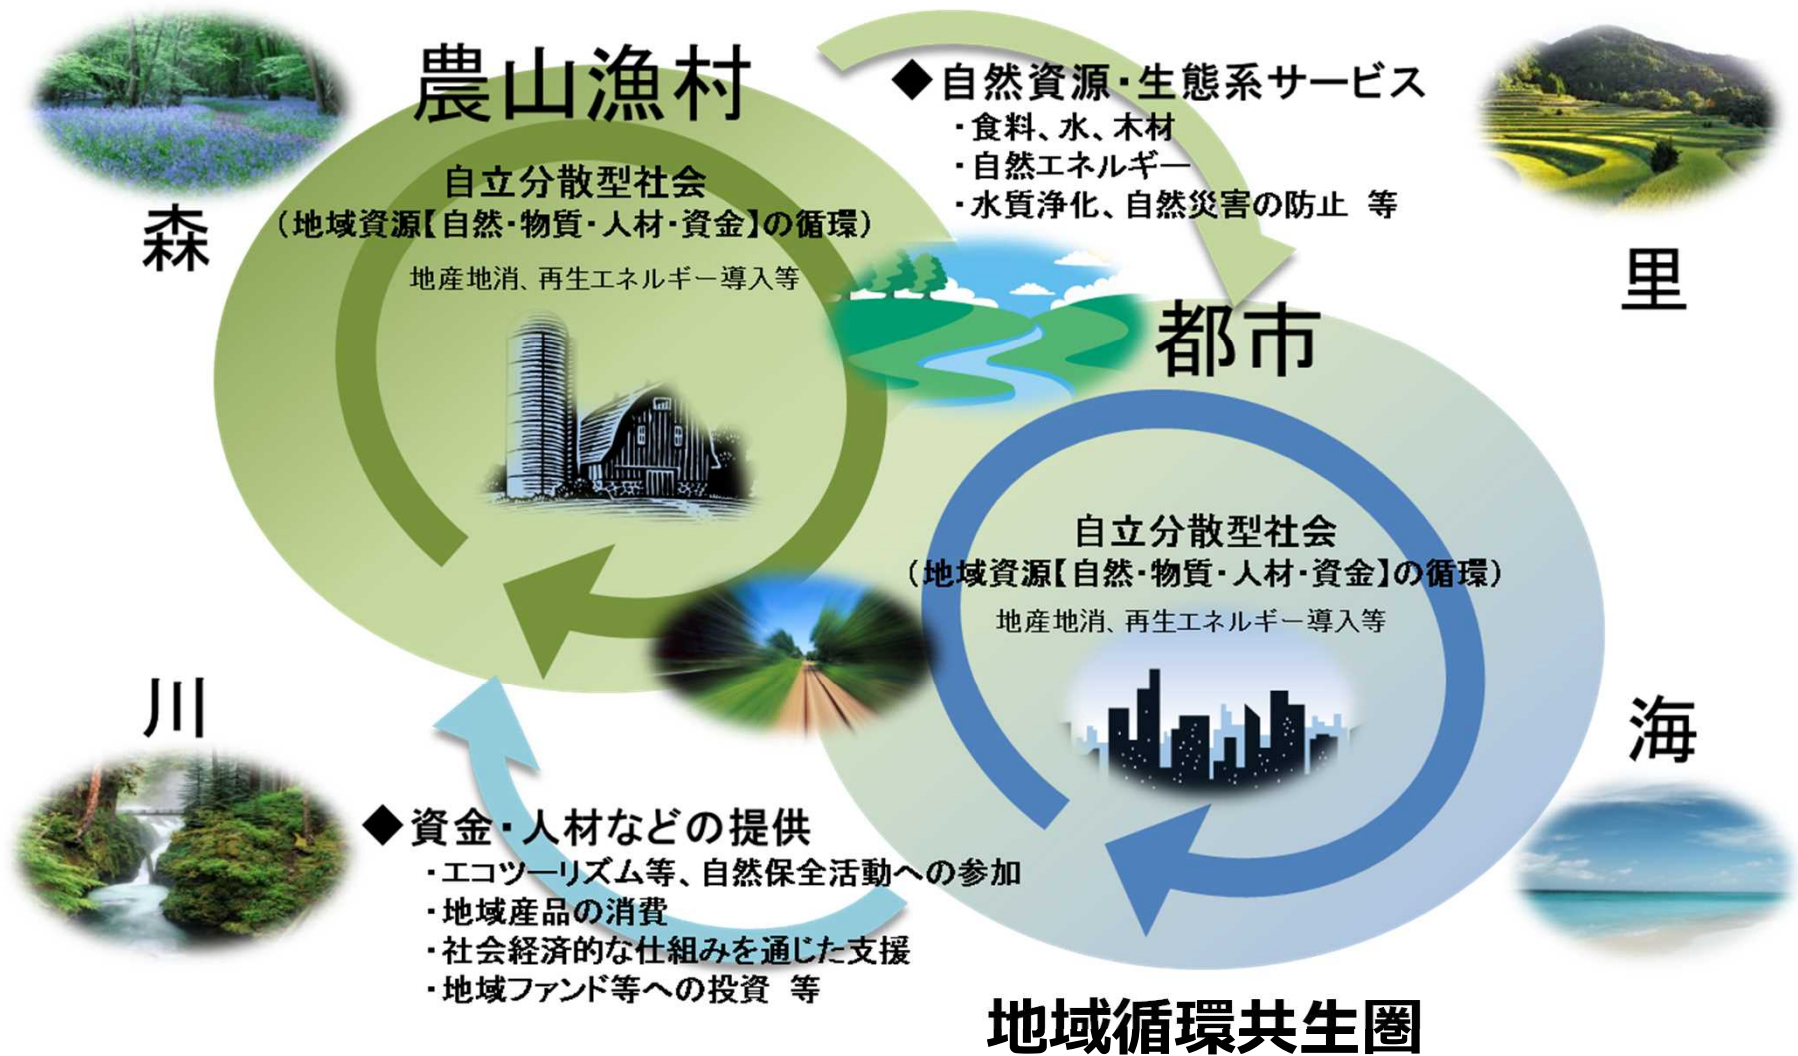 農山漁村
自立分散型社会
（地域資源【自然・物質・人材・資金】の循環）
地産地消、再生エネルギー導入等
◆自然資源・生態系サービス
・食料、水、木材
・自然エネルギー
・水質浄化、自然災害の防止 等
森
里
都市
自立分散型社会
（地域資源【自然・物質・人材・資金】の循環）
地産地消、再生エネルギー導入等
川
海
◆資金・人材などの提供
・エコツーリズム等、自然保全活動への参加
・地域産品の消費
・社会経済的な仕組みを通じた支援
・地域ファンド等への投資 等
地域循環共生圏